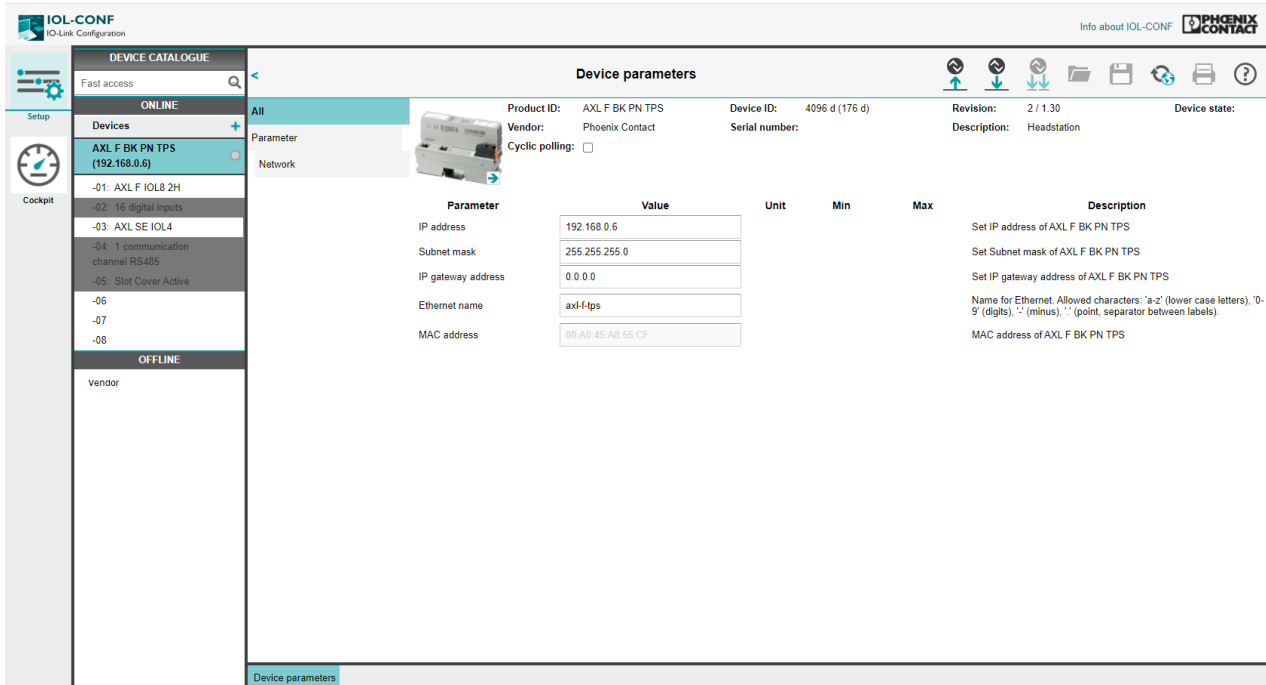 IOL-CONF
IO-Link Configuration
Info about IOL-CONF
PHŒNIX
CONTACT
Setup
Cockpit
DEVICE CATALOGUE
Fast access
ONLINE
Devices +
AXL F BK PN TPS
(192.168.0.6)
-01: AXL F IOL8 2H
-02: 16 digital inputs
-03: AXL SE IOL4
-04: 1 communication
channel RS485
-05: Slot Cover Active
-06
-07
-08
OFFLINE
Vendor
<
Device parameters
?
All
Parameter
Network
Product ID: AXL F BK PN TPS Device ID: 4096 d (176 d) Revision: 2 / 1.30 Device state:
Vendor: Phoenix Contact Serial number: Description: Headstation
Cyclic polling:
Parameter Value Unit Min Max Description
IP address 192.168.0.6 Set IP address of AXL F BK PN TPS
Subnet mask 255.255.255.0 Set Subnet mask of AXL F BK PN TPS
IP gateway address 0.0.0.0 Set IP gateway address of AXL F BK PN TPS
Ethernet name axl-f-tps Name for Ethernet. Allowed characters: 'a-z' (lower case letters), '0-
9' (digits), '-' (minus), '.' (point, separator between labels).
MAC address 00:A0:45:A8:55:CF MAC address of AXL F BK PN TPS
Device parameters